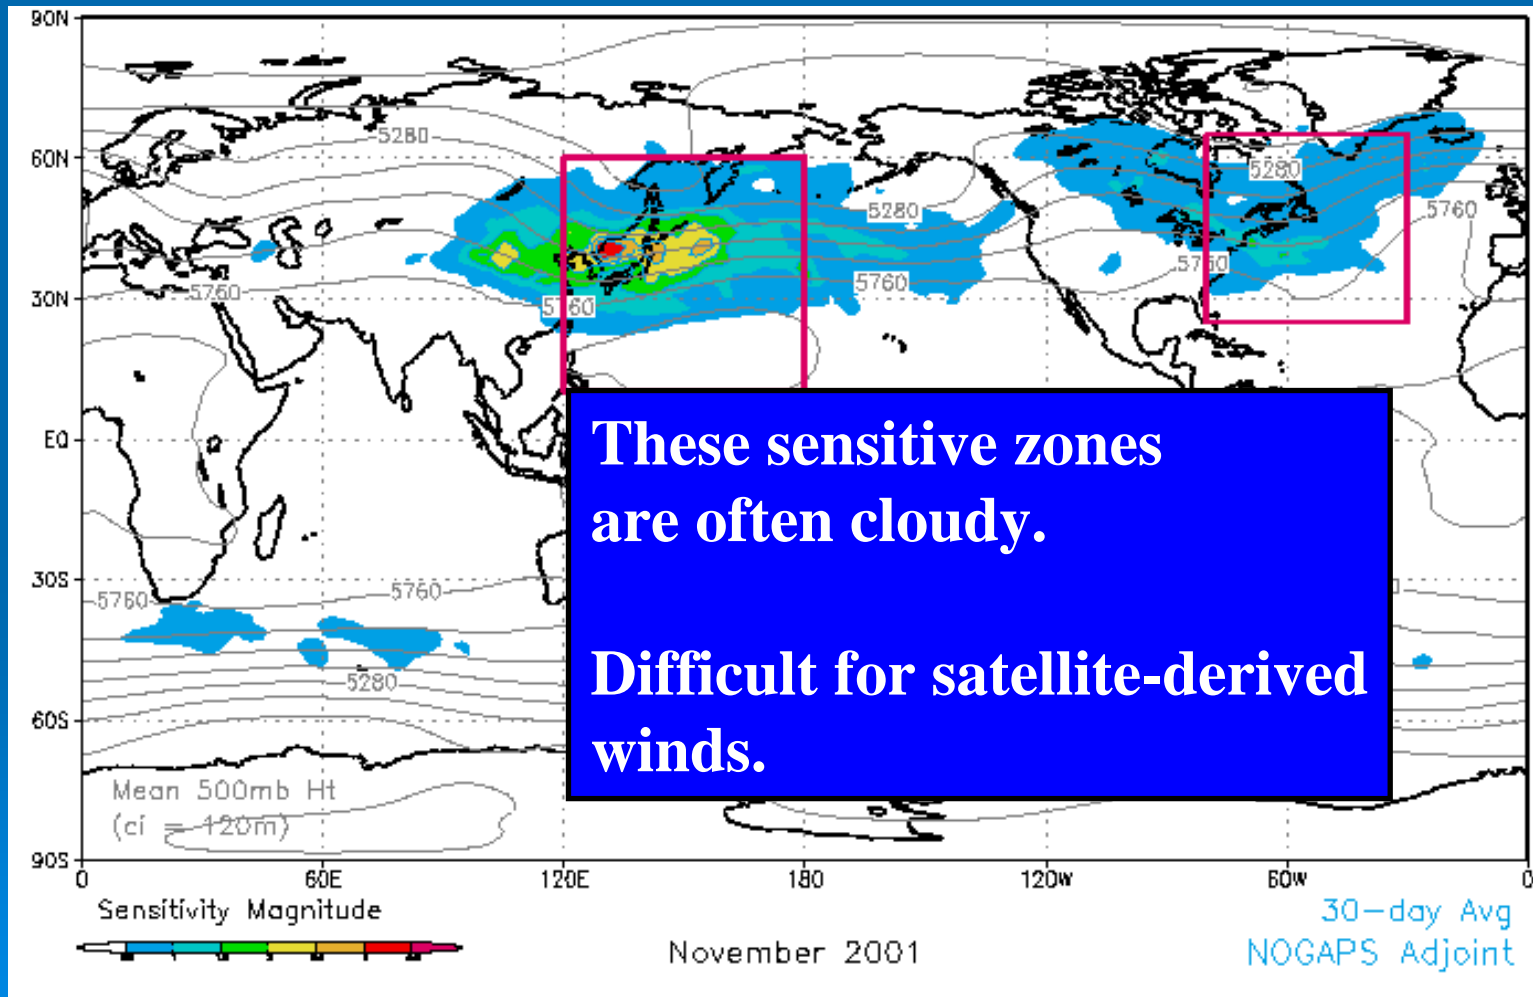 90N
60N
30N
EQ
30S
60S
90S
5280
5760
5760
5280
5760
5280
5760
5760
5760
5760
5280
These sensitive zones
are often cloudy.
Difficult for satellite-derived
winds.
Mean 500mb Ht
(ci = 120m)
0 60E 120E 180 120W 60W 0
Sensitivity Magnitude
November 2001
30-day Avg
NOGAPS Adjoint